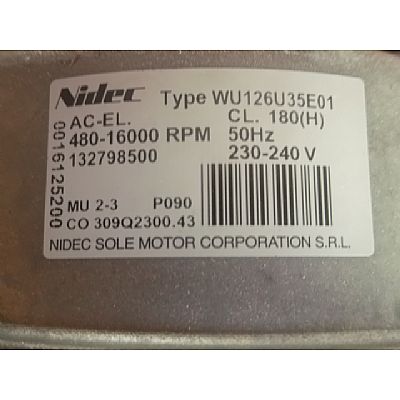 Nidec Type WU126U35E01
AC-EL. CL. 180(H)
480-16000 RPM 50Hz
132798500 230-240 V
0016125200
MU 2-3 P090
CO 309Q2300.43
NIDEC SOLE MOTOR CORPORATION S.R.L.